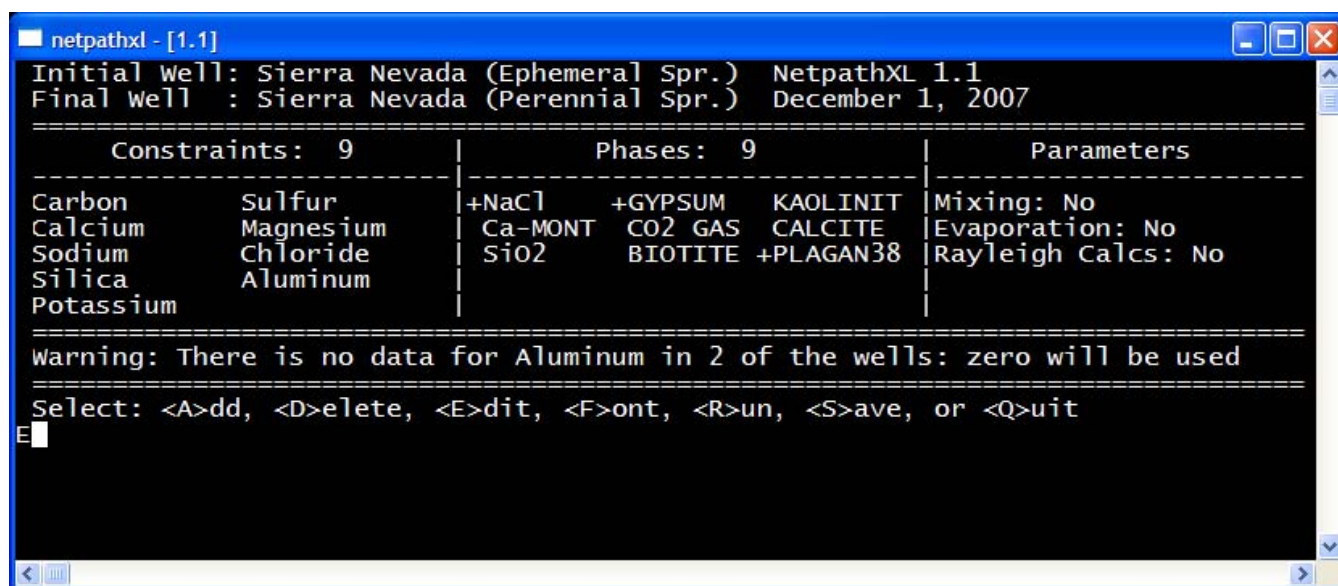 netpathxl - [1.1]
Initial Well: Sierra Nevada (Ephemeral Spr.) NetpathXL 1.1
Final Well : Sierra Nevada (Perennial Spr.) December 1, 2007
================================================================================
Constraints: 9 | Phases: 9 | Parameters
--------------------------|-----------------------------|-----------------------
Carbon Sulfur |+NaCl +GYPSUM KAOLINIT |Mixing: No
Calcium Magnesium | Ca-MONT CO2 GAS CALCITE |Evaporation: No
Sodium Chloride | SiO2 BIOTITE +PLAGAN38 |Rayleigh Calcs: No
Silica Aluminum | |
Potassium | |
================================================================================
Warning: There is no data for Aluminum in 2 of the wells: zero will be used
================================================================================
Select: <A>dd, <D>elete, <E>dit, <F>ont, <R>un, <S>ave, or <Q>uit
E